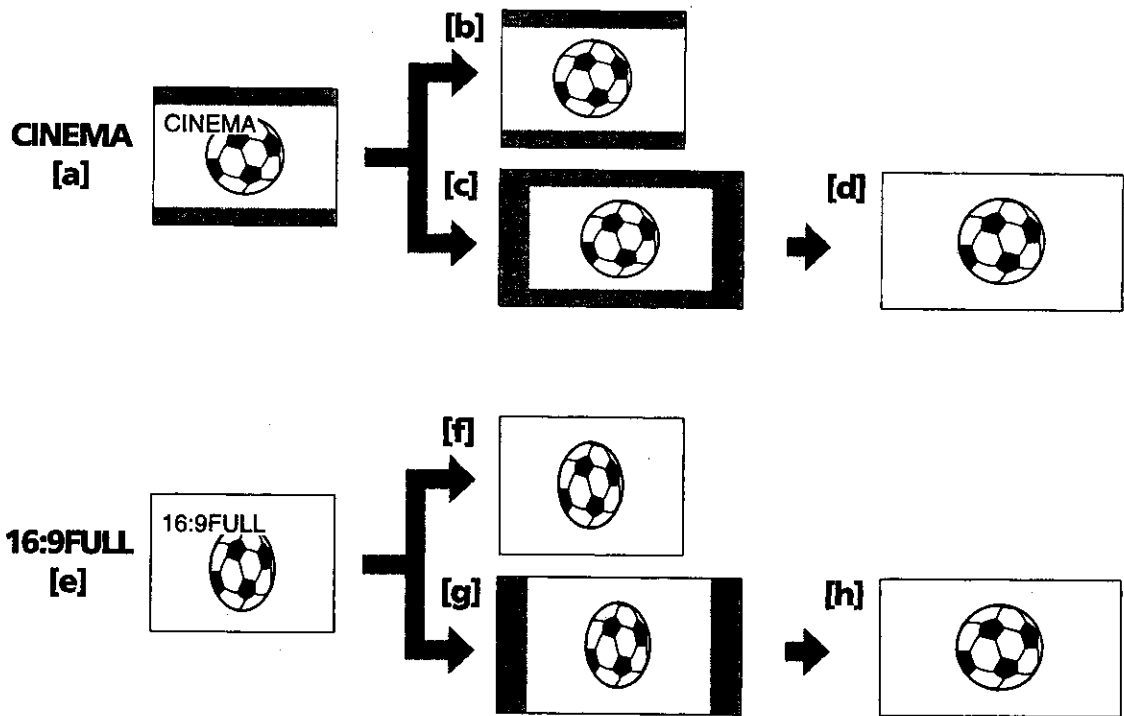 [b]
CINEMA
[a]
CINEMA
[c]
[d]
[f]
16:9FULL
[e]
16:9FULL
[g]
[h]